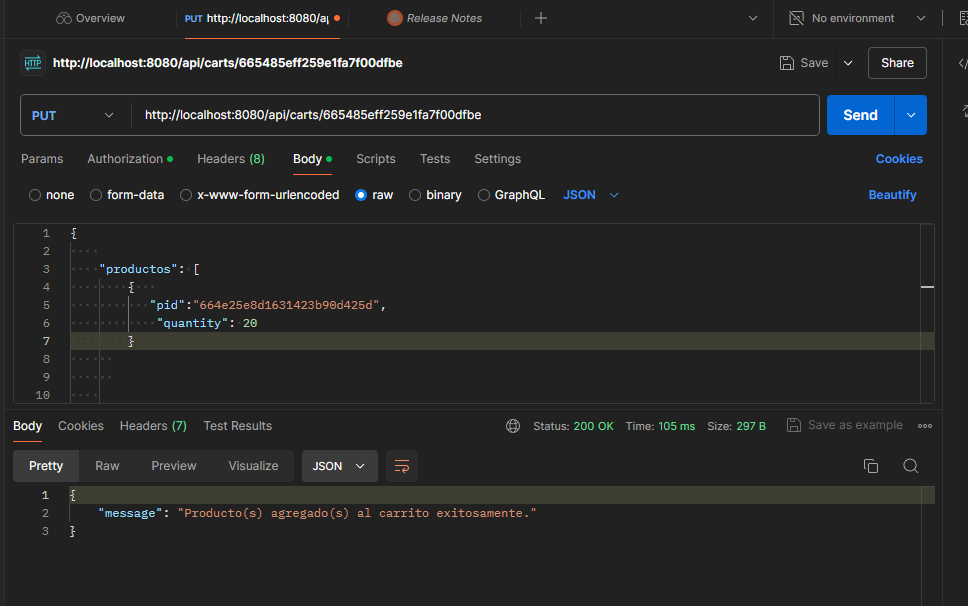 Overview
PUT http://localhost:8080/ap
Release Notes
No environment
HTTP http://localhost:8080/api/carts/665485eff259e1fa7f00dfbe
Save
Share
PUT
http://localhost:8080/api/carts/665485eff259e1fa7f00dfbe
Send
Params Authorization Headers (8) Body Scripts Tests Settings Cookies
none form-data x-www-form-urlencoded raw binary GraphQL JSON Beautify
1 {
2
3 "productos": [
4 {
5 "pid":"664e25e8d1631423b90d425d",
6 "quantity": 20
7 }
8
9
10
Body Cookies Headers (7) Test Results Status: 200 OK Time: 105 ms Size: 297 B Save as example
Pretty Raw Preview Visualize JSON
1 {
2 "message": "Producto(s) agregado(s) al carrito exitosamente."
3 }